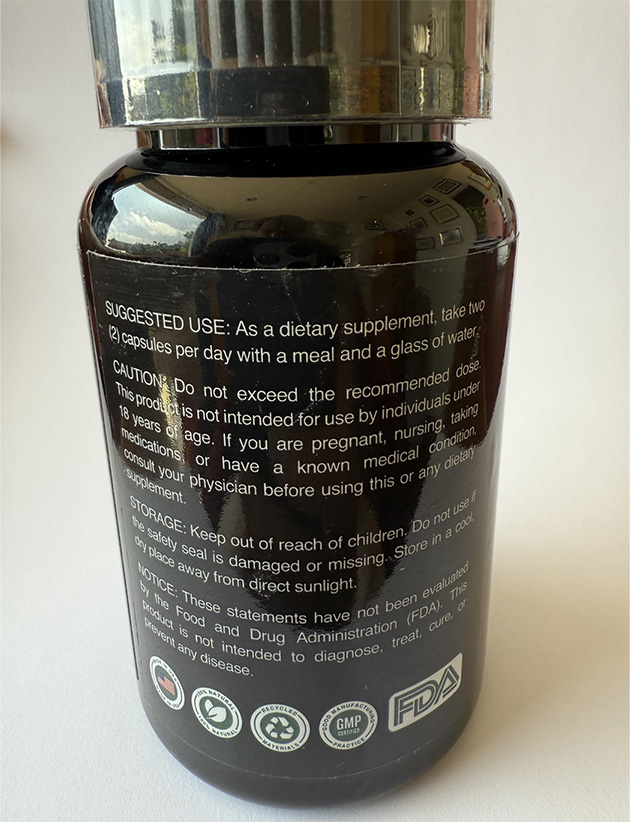 SUGGESTED USE: As a dietary supplement, take two
(2) capsules per day with a meal and a glass of water.
CAUTION: Do not exceed the recommended dose.
This product is not intended for use by individuals under
18 years of age. If you are pregnant, nursing, taking
medications, or have a known medical condition,
consult your physician before using this or any dietary
supplement.
STORAGE: Keep out of reach of children. Do not use if
the safety seal is damaged or missing. Store in a cool,
dry place away from direct sunlight.
NOTICE: These statements have not been evaluated
by the Food and Drug Administration (FDA). This
product is not intended to diagnose, treat, cure, or
prevent any disease.
100% NATURAL
NATURAL
RECYCLED
MATERIALS
GOOD MANUFACTURING
GMP
CERTIFIED
PRACTICE
FDA